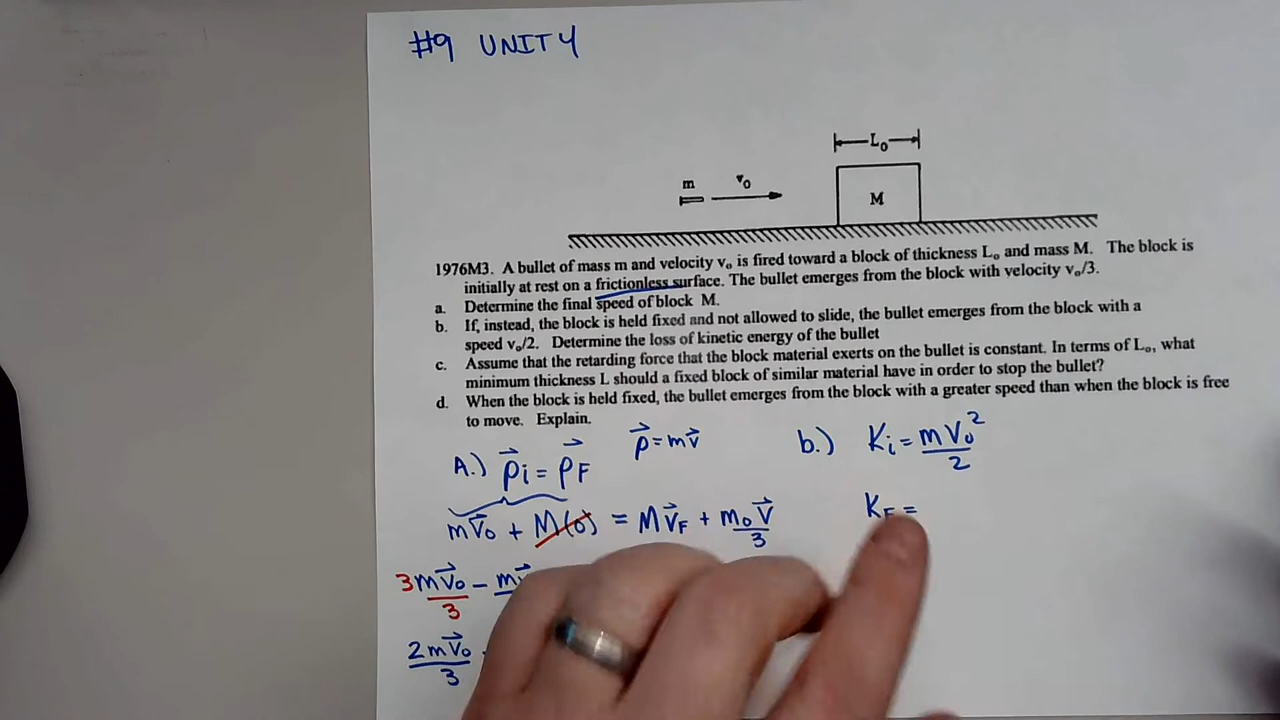 #9 UNIT 4
L₀
m
v₀
M
1976M3. A bullet of mass m and velocity v₀ is fired toward a block of thickness L₀ and mass M. The block is
initially at rest on a frictionless surface. The bullet emerges from the block with velocity v₀/3.
a. Determine the final speed of block M.
b. If, instead, the block is held fixed and not allowed to slide, the bullet emerges from the block with a
speed v₀/2. Determine the loss of kinetic energy of the bullet
c. Assume that the retarding force that the block material exerts on the bullet is constant. In terms of L₀, what
minimum thickness L should a fixed block of similar material have in order to stop the bullet?
d. When the block is held fixed, the bullet emerges from the block with a greater speed than when the block is free
to move. Explain.
A.) p⃗i = p⃗F
p⃗ = mv⃗
mv⃗₀ + M(0) = Mv⃗F + m₀v⃗/3
3mv⃗₀/3 -
2mv⃗₀/3
b.) Ki = mv₀²/2
KF =